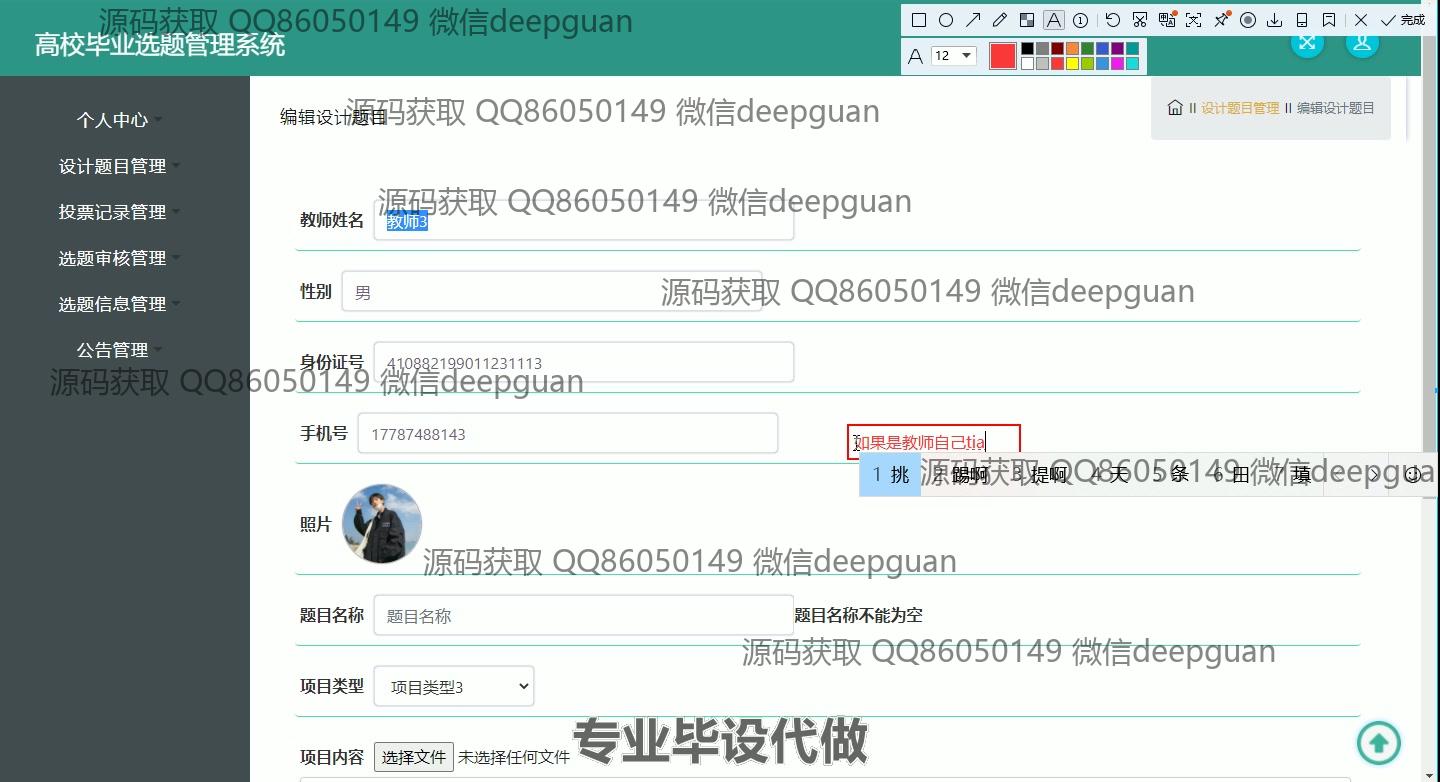 源码获取 QQ86050149 微信deepguan
高校毕业选题管理系统
完成
A 12
个人中心
设计题目管理
投票记录管理
选题审核管理
选题信息管理
公告管理
编辑设计题目
源码获取 QQ86050149 微信deepguan
设计题目管理 编辑设计题目
源码获取 QQ86050149 微信deepguan
教师姓名 教师3
性别 男
源码获取 QQ86050149 微信deepguan
身份证号 410882199011231113
源码获取 QQ86050149 微信deepguan
手机号 17787488143
如果是教师自己tia
1 挑 2 踢啊 3 提啊 4 天 5 条 6 田 7 填
源码获取 QQ86050149 微信deepgua
照片
源码获取 QQ86050149 微信deepguan
题目名称 题目名称 题目名称不能为空
源码获取 QQ86050149 微信deepguan
项目类型 项目类型3
专业毕设代做
项目内容 选择文件 未选择任何文件